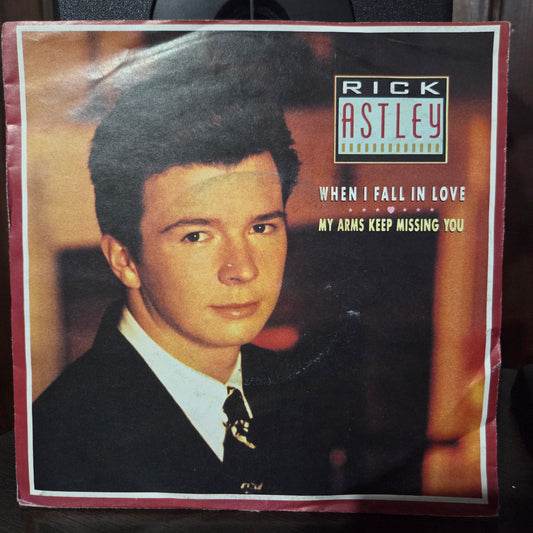 RICK
ASTLEY
WHEN I FALL IN LOVE
MY ARMS KEEP MISSING YOU